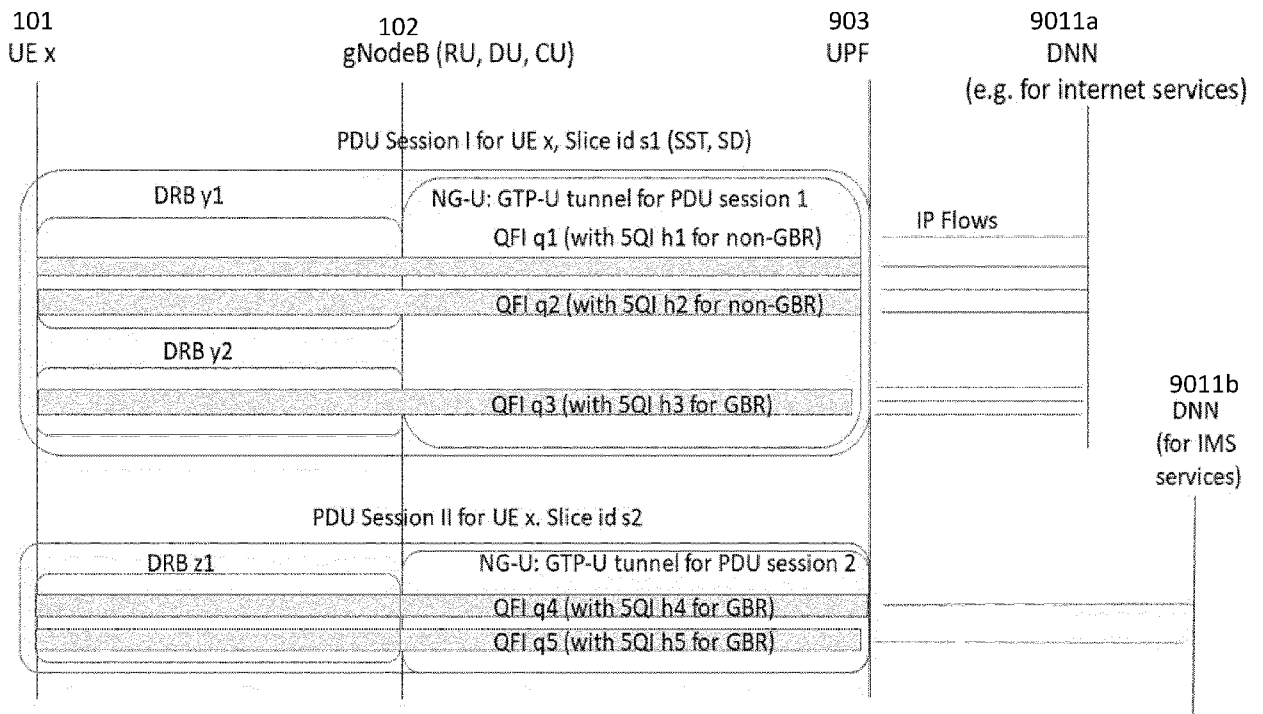 101
UE x
102
gNodeB (RU, DU, CU)
903
UPF
9011a
DNN
(e.g. for internet services)
PDU Session I for UE x, Slice id s1 (SST, SD)
DRB y1
NG-U: GTP-U tunnel for PDU session 1
IP Flows
QFI q1 (with 5QI h1 for non-GBR)
QFI q2 (with 5QI h2 for non-GBR)
DRB y2
QFI q3 (with 5QI h3 for GBR)
9011b
DNN
(for IMS
services)
PDU Session II for UE x. Slice id s2
DRB z1
NG-U: GTP-U tunnel for PDU session 2
QFI q4 (with 5QI h4 for GBR)
QFI q5 (with 5QI h5 for GBR)